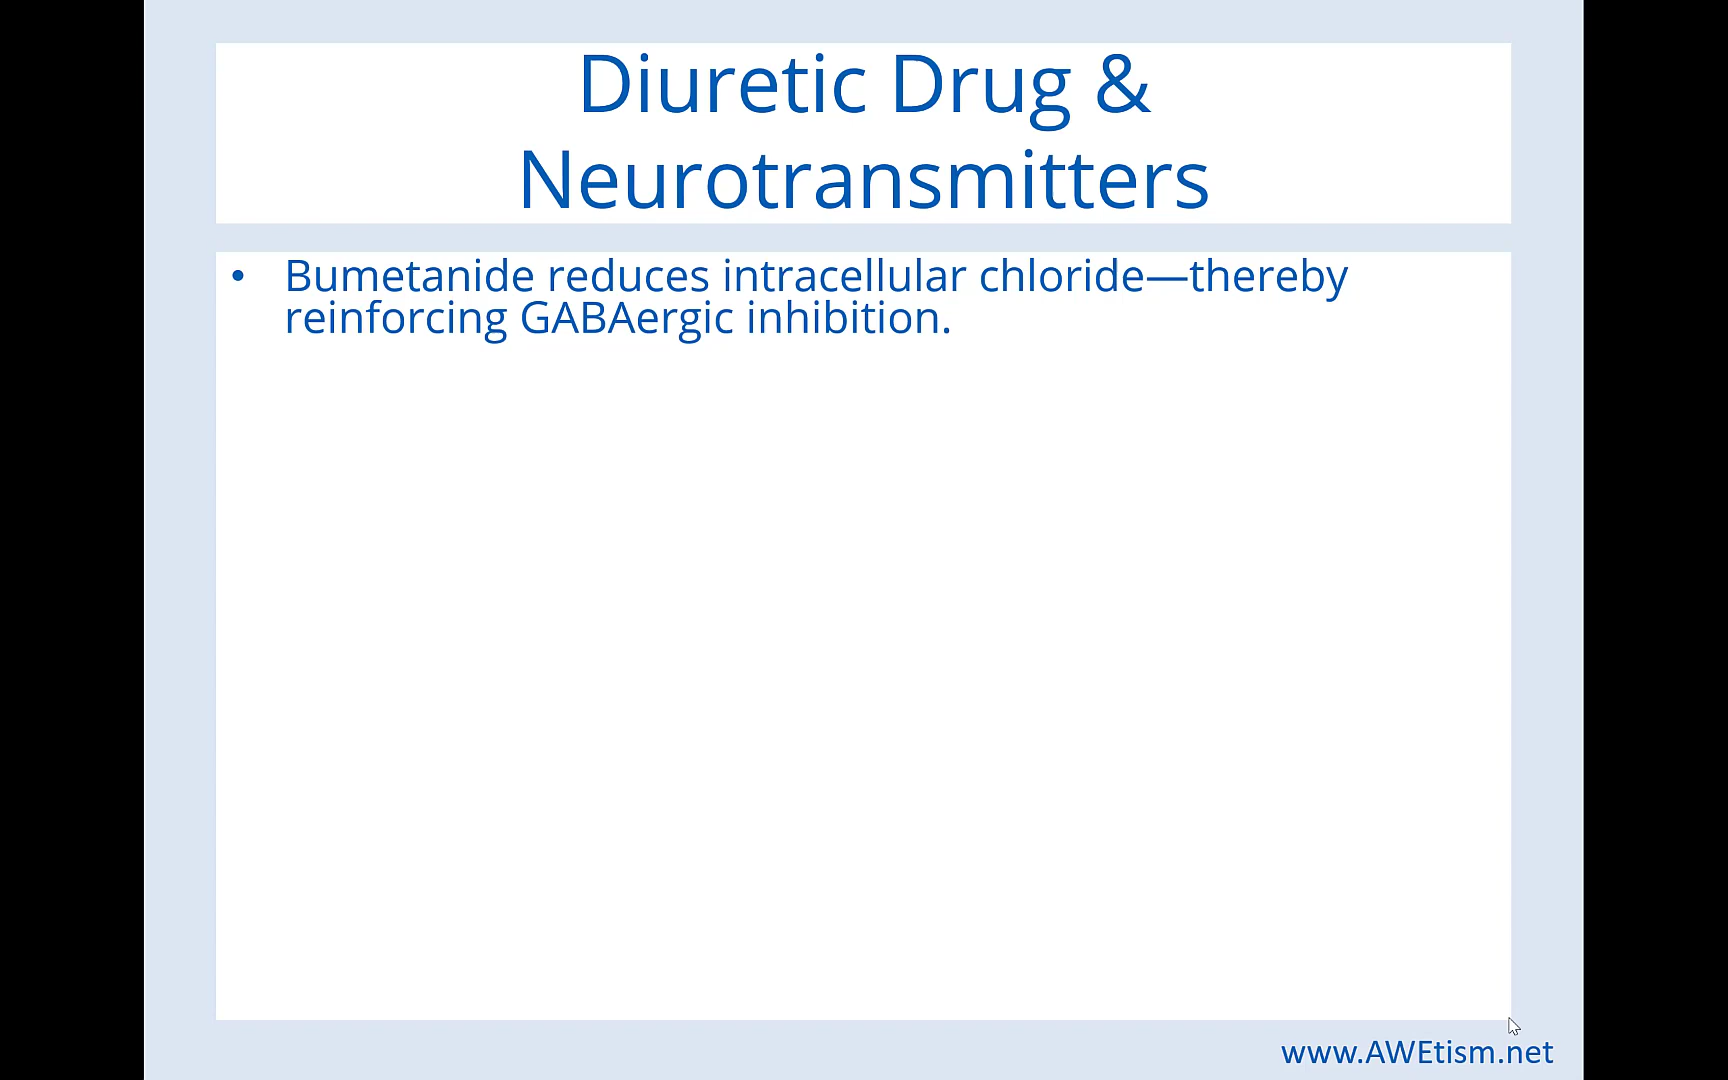 Diuretic Drug &
Neurotransmitters
• Bumetanide reduces intracellular chloride—thereby
reinforcing GABAergic inhibition.
www.AWEtism.net